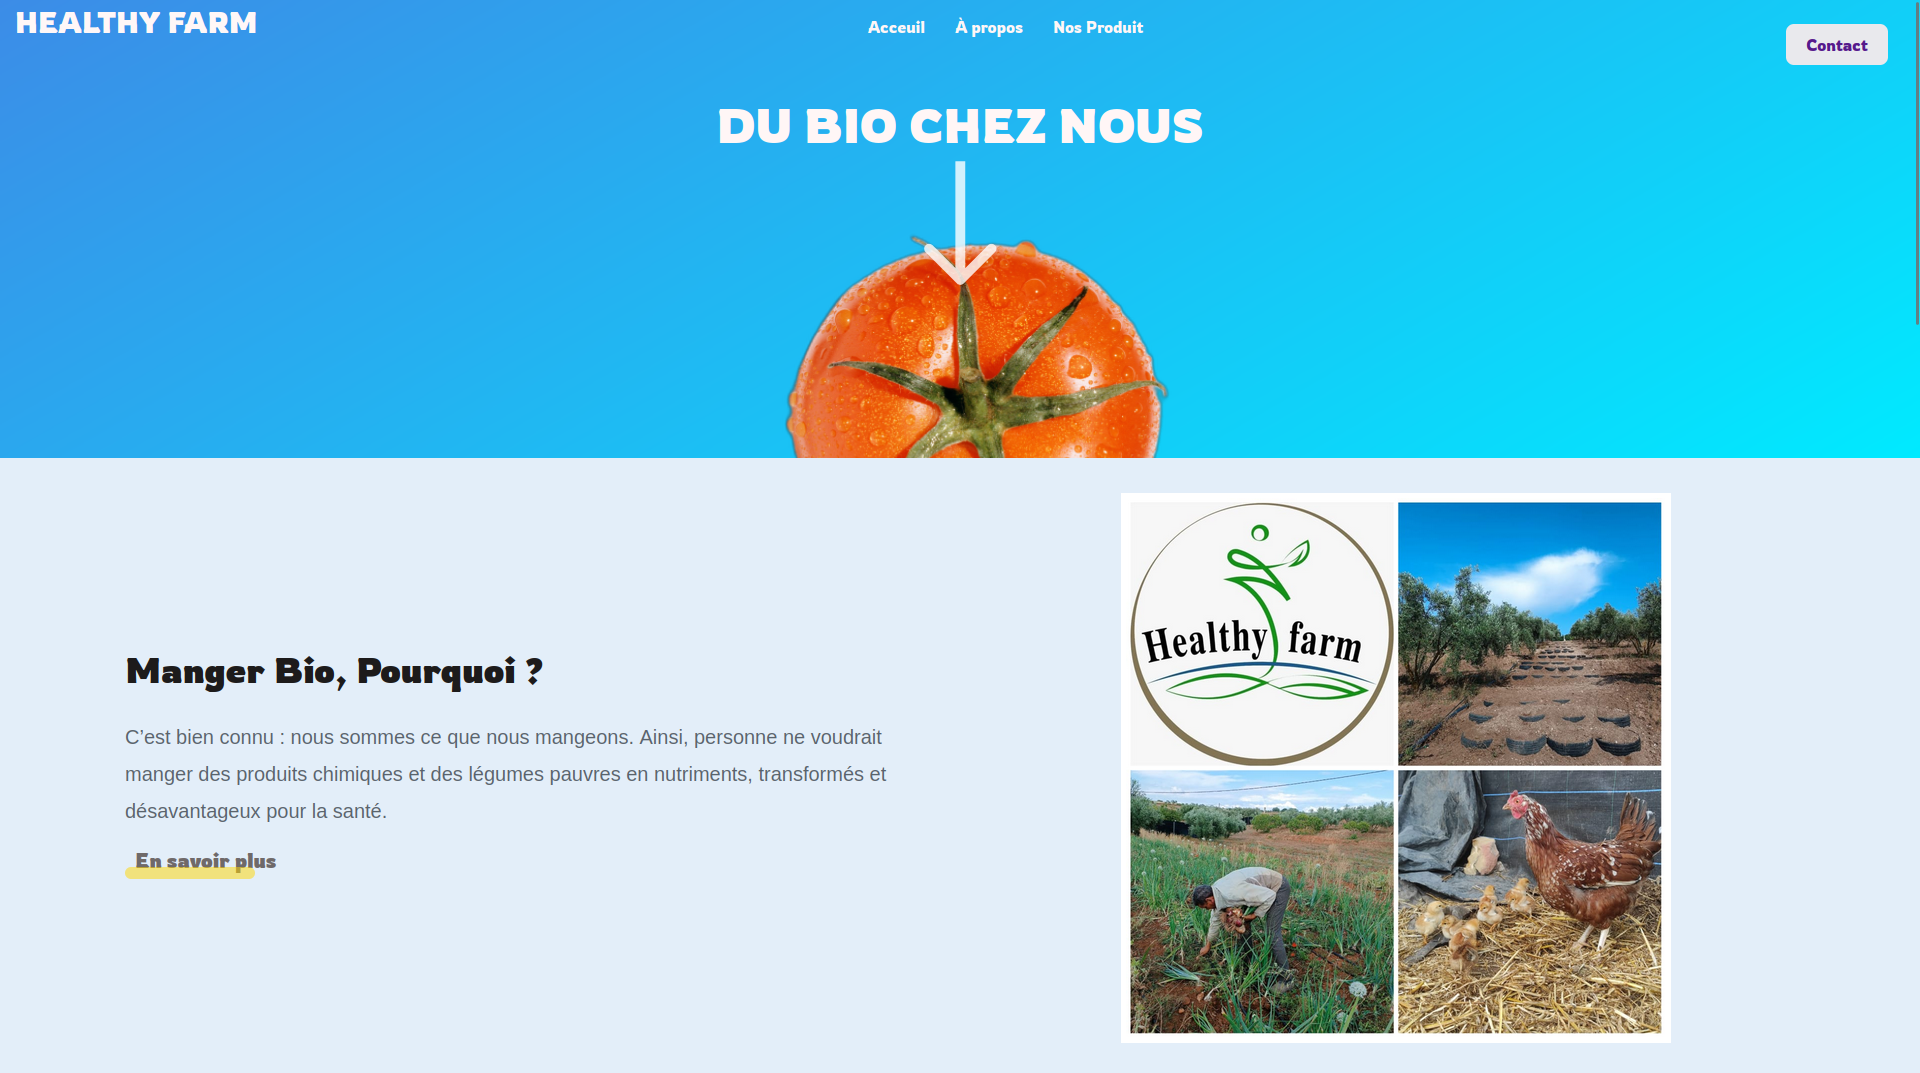 HEALTHY FARM
Acceuil
À propos
Nos Produit
Contact
DU BIO CHEZ NOUS
Manger Bio, Pourquoi ?
C’est bien connu : nous sommes ce que nous mangeons. Ainsi, personne ne voudrait
manger des produits chimiques et des légumes pauvres en nutriments, transformés et
désavantageux pour la santé.
En savoir plus
Healthy farm